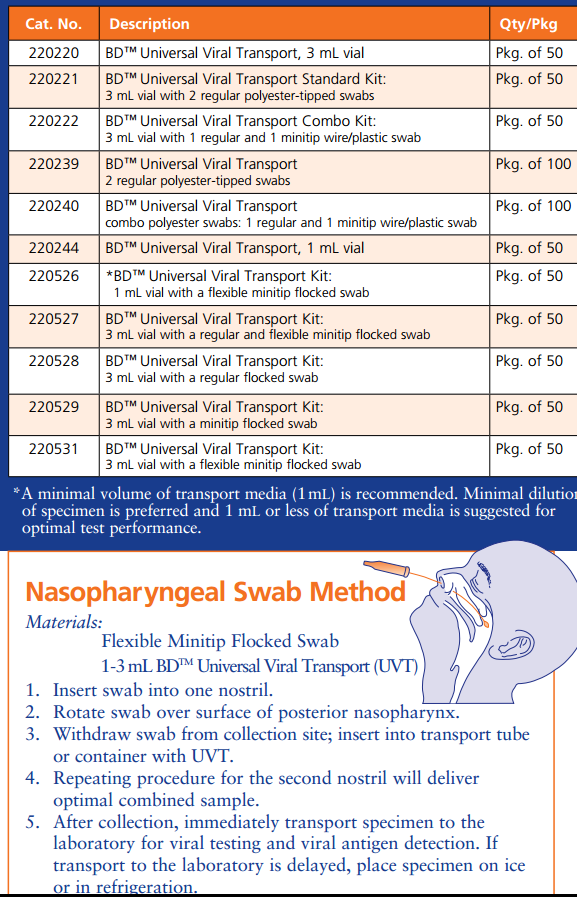 Cat. No. Description Qty/Pkg
220220 BD™ Universal Viral Transport, 3 mL vial Pkg. of 50
220221 BD™ Universal Viral Transport Standard Kit: Pkg. of 50
3 mL vial with 2 regular polyester-tipped swabs
220222 BD™ Universal Viral Transport Combo Kit: Pkg. of 50
3 mL vial with 1 regular and 1 minitip wire/plastic swab
220239 BD™ Universal Viral Transport Pkg. of 100
2 regular polyester-tipped swabs
220240 BD™ Universal Viral Transport Pkg. of 100
combo polyester swabs: 1 regular and 1 minitip wire/plastic swab
220244 BD™ Universal Viral Transport, 1 mL vial Pkg. of 50
220526 *BD™ Universal Viral Transport Kit: Pkg. of 50
1 mL vial with a flexible minitip flocked swab
220527 BD™ Universal Viral Transport Kit: Pkg. of 50
3 mL vial with a regular and flexible minitip flocked swab
220528 BD™ Universal Viral Transport Kit: Pkg. of 50
3 mL vial with a regular flocked swab
220529 BD™ Universal Viral Transport Kit: Pkg. of 50
3 mL vial with a minitip flocked swab
220531 BD™ Universal Viral Transport Kit: Pkg. of 50
3 mL vial with a flexible minitip flocked swab
*A minimal volume of transport media (1 mL) is recommended. Minimal dilution
of specimen is preferred and 1 mL or less of transport media is suggested for
optimal test performance.
Nasopharyngeal Swab Method
Materials:
Flexible Minitip Flocked Swab
1-3 mL BD™ Universal Viral Transport (UVT)
1. Insert swab into one nostril.
2. Rotate swab over surface of posterior nasopharynx.
3. Withdraw swab from collection site; insert into transport tube
or container with UVT.
4. Repeating procedure for the second nostril will deliver
optimal combined sample.
5. After collection, immediately transport specimen to the
laboratory for viral testing and viral antigen detection. If
transport to the laboratory is delayed, place specimen on ice
or in refrigeration.